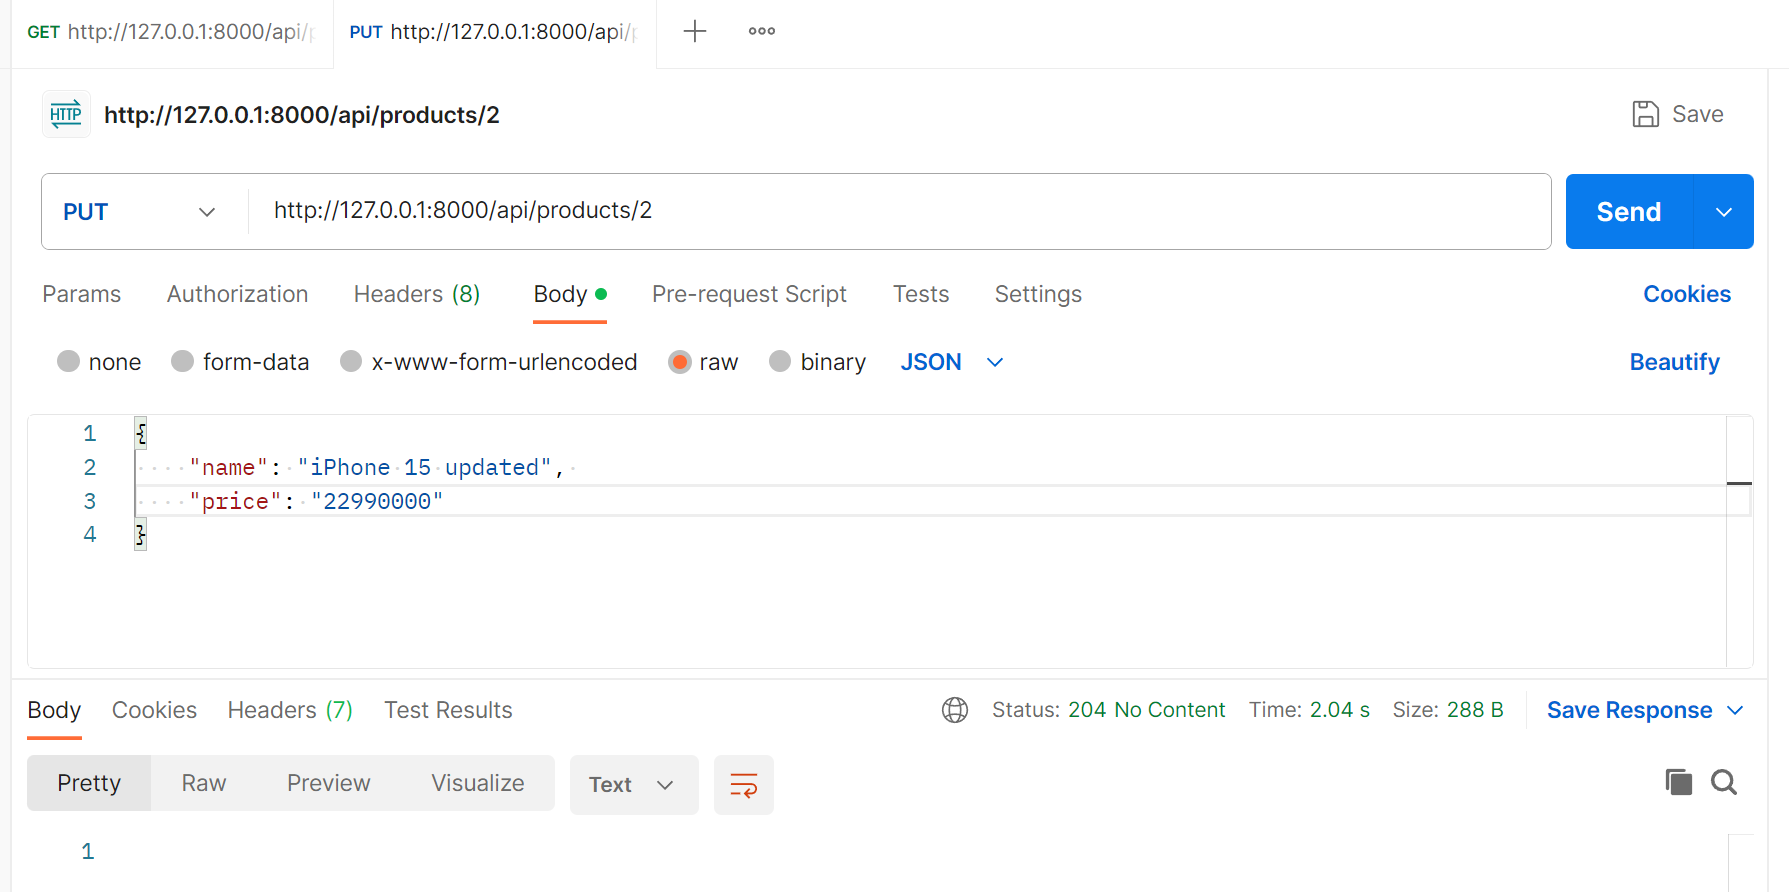 GET http://127.0.0.1:8000/api/p
PUT http://127.0.0.1:8000/api/p
HTTP http://127.0.0.1:8000/api/products/2
Save
PUT http://127.0.0.1:8000/api/products/2
Send
Params Authorization Headers (8) Body Pre-request Script Tests Settings Cookies
none form-data x-www-form-urlencoded raw binary JSON Beautify
1 {
2 "name": "iPhone 15 updated",
3 "price": "22990000"
4 }
Body Cookies Headers (7) Test Results Status: 204 No Content Time: 2.04 s Size: 288 B Save Response
Pretty Raw Preview Visualize Text
1